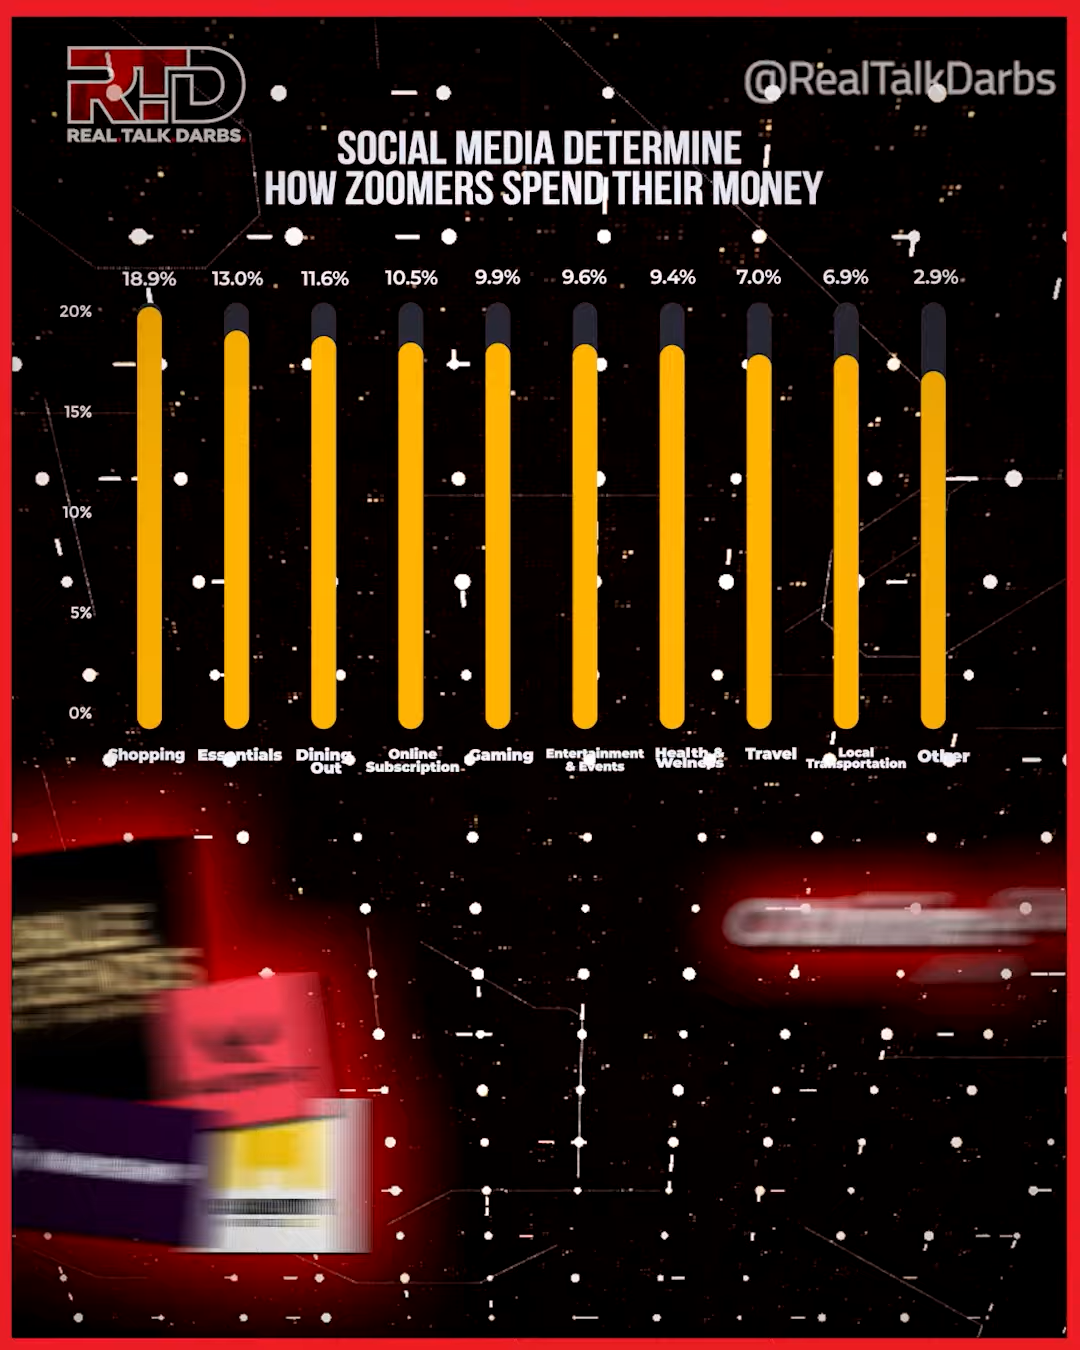 RTD
REAL TALK DARBS
@RealTalkDarbs
SOCIAL MEDIA DETERMINE
HOW ZOOMERS SPEND THEIR MONEY
18.9% 13.0% 11.6% 10.5% 9.9% 9.6% 9.4% 7.0% 6.9% 2.9%
20%
15%
10%
5%
0%
Shopping
Essentials
Dining
Out
Online
Subscription
Gaming
Entertainment
& Events
Health &
Welness
Travel
Local
Transportation
Other